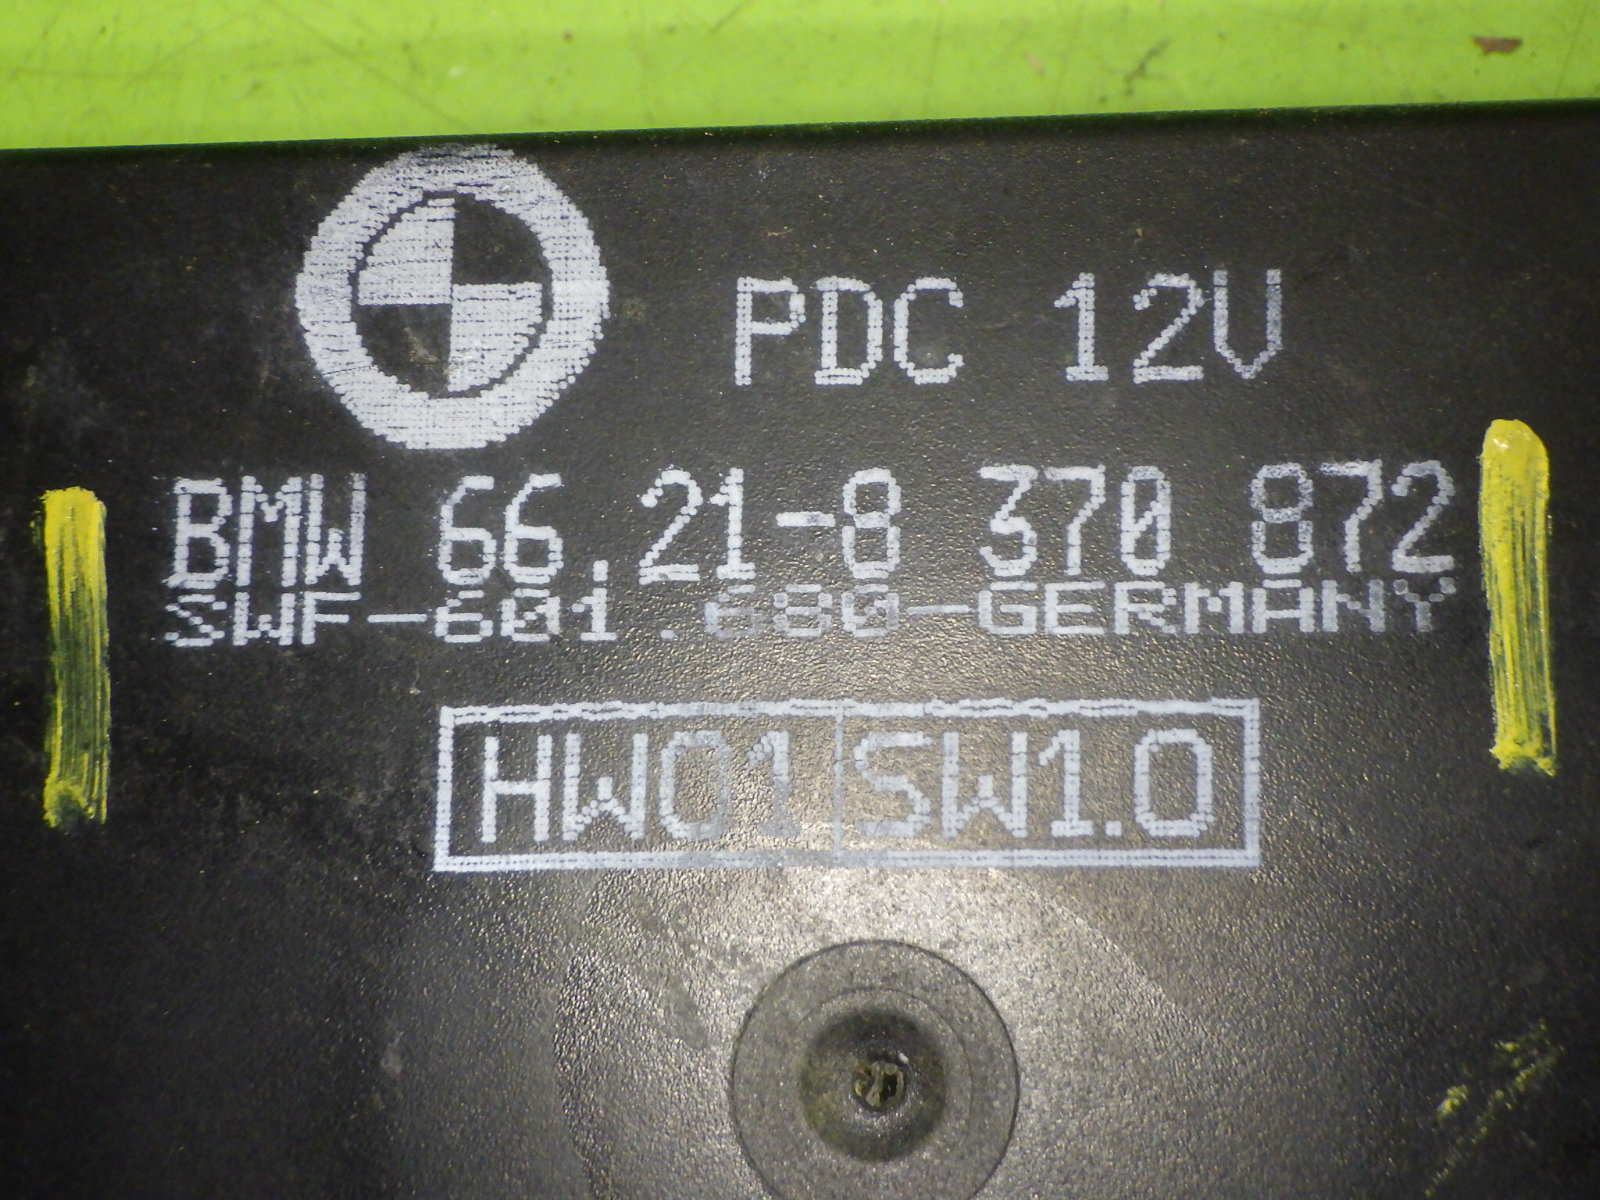 PDC 12V
BMW 66.21-8 370 872
SWF-601.680-GERMANY
HW01 SW1.0